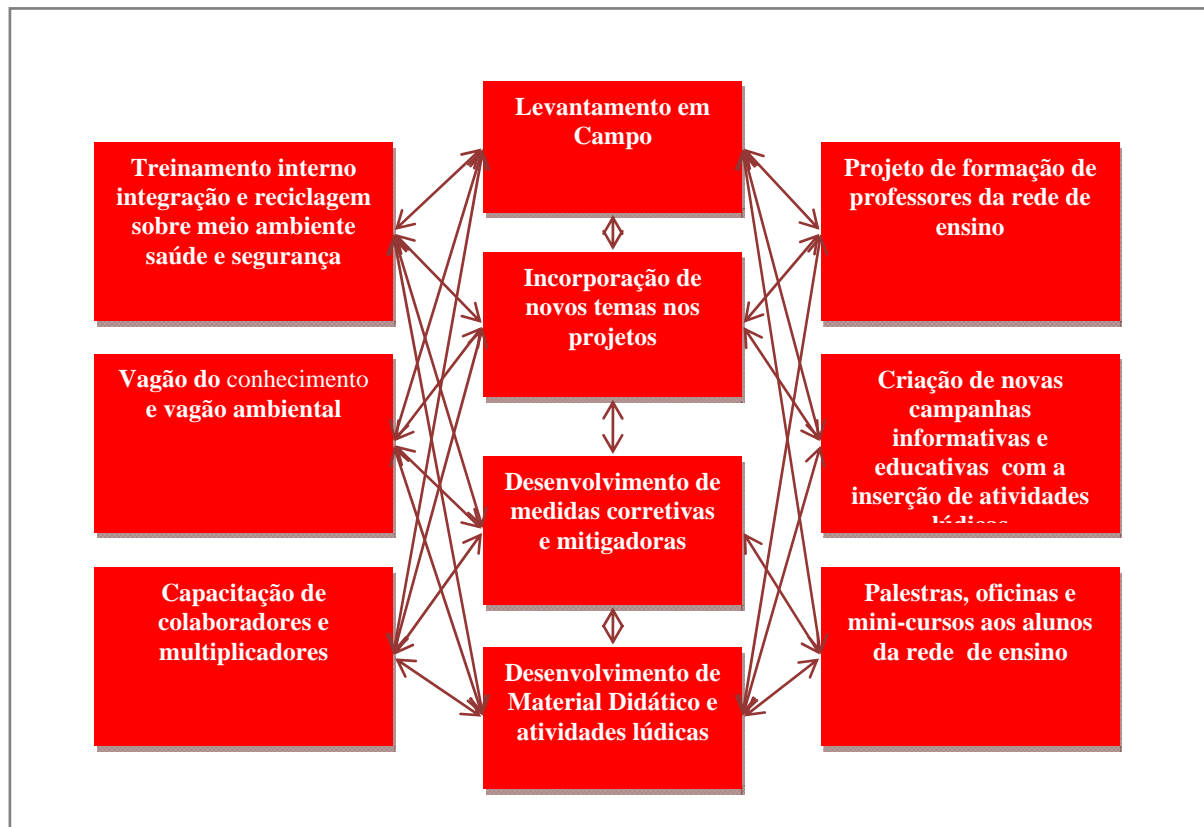 Levantamento em
Campo
Treinamento interno
integração e reciclagem
sobre meio ambiente
saúde e segurança
Projeto de formação de
professores da rede de
ensino
Incorporação de
novos temas nos
projetos
Vagão do conhecimento
e vagão ambiental
Criação de novas
campanhas
informativas e
educativas com a
inserção de atividades
lúdicas
Desenvolvimento de
medidas corretivas
e mitigadoras
Capacitação de
colaboradores e
multiplicadores
Palestras, oficinas e
mini-cursos aos alunos
da rede de ensino
Desenvolvimento de
Material Didático e
atividades lúdicas